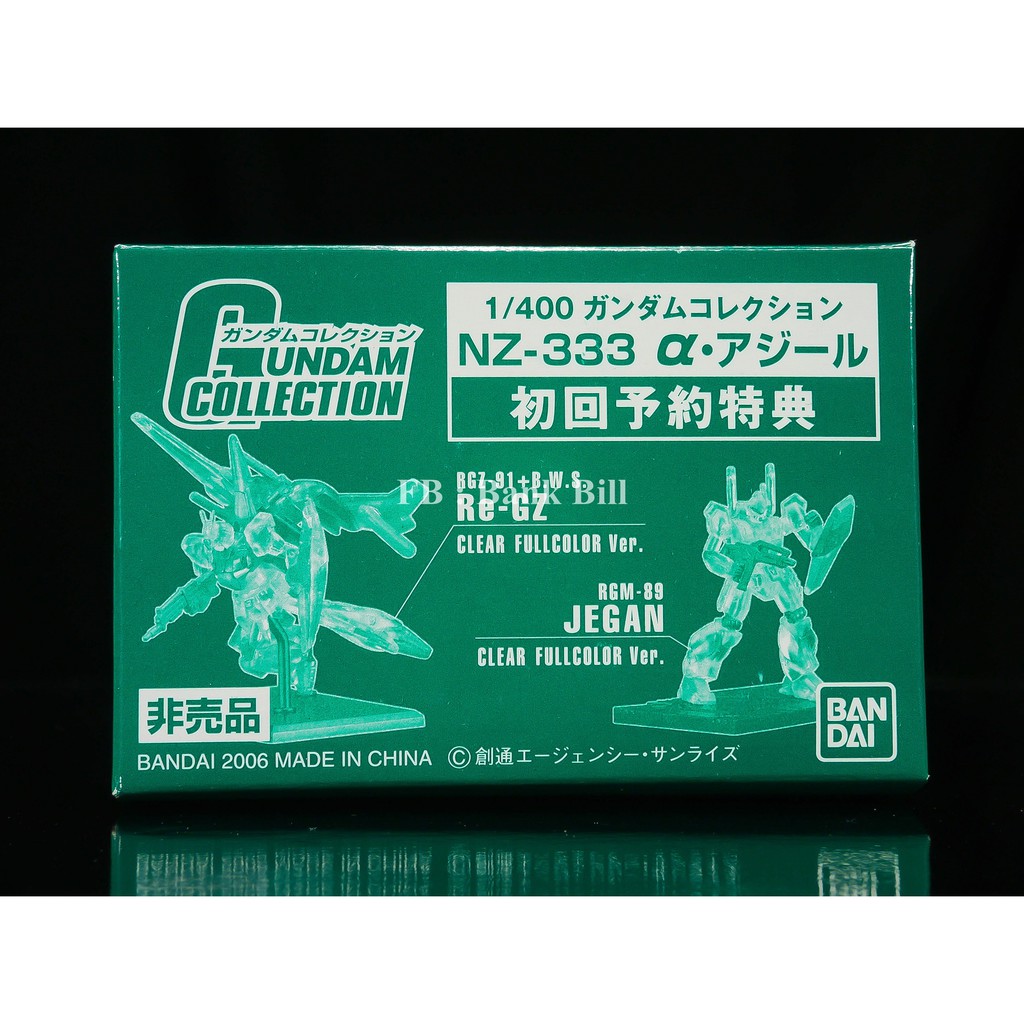 ガンダムコレクション
GUNDAM
COLLECTION
1/400 ガンダムコレクション
NZ-333 α・アジール
初回予約特典
RGZ-91+B.W.S.
Re-GZ
CLEAR FULLCOLOR Ver.
FB : Bank Bill
RGM-89
JEGAN
CLEAR FULLCOLOR Ver.
非売品
BANDAI 2006 MADE IN CHINA ©創通エージェンシー・サンライズ
BAN
DAI